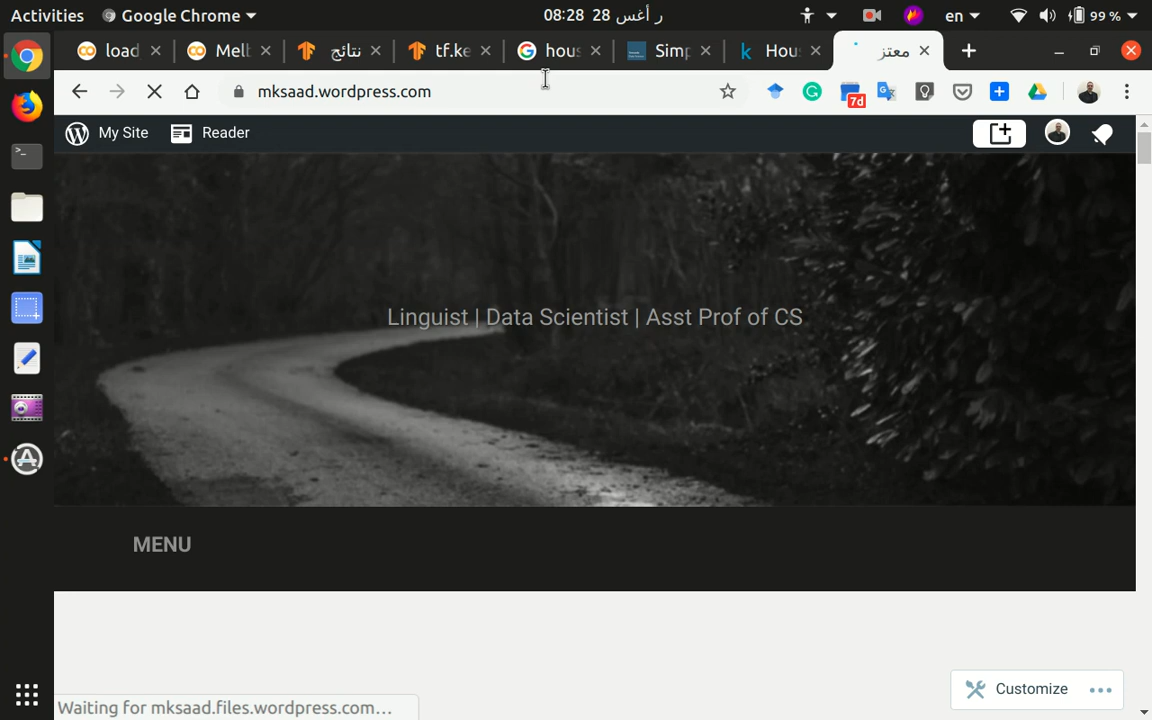 Activities Google Chrome 08:28 28 ر أغس en 99 %
load Melt نتائج tf.ke hous Simp k Hous معتز
mksaad.wordpress.com 7d
My Site Reader
Linguist | Data Scientist | Asst Prof of CS
MENU
Customize
Waiting for mksaad.files.wordpress.com...